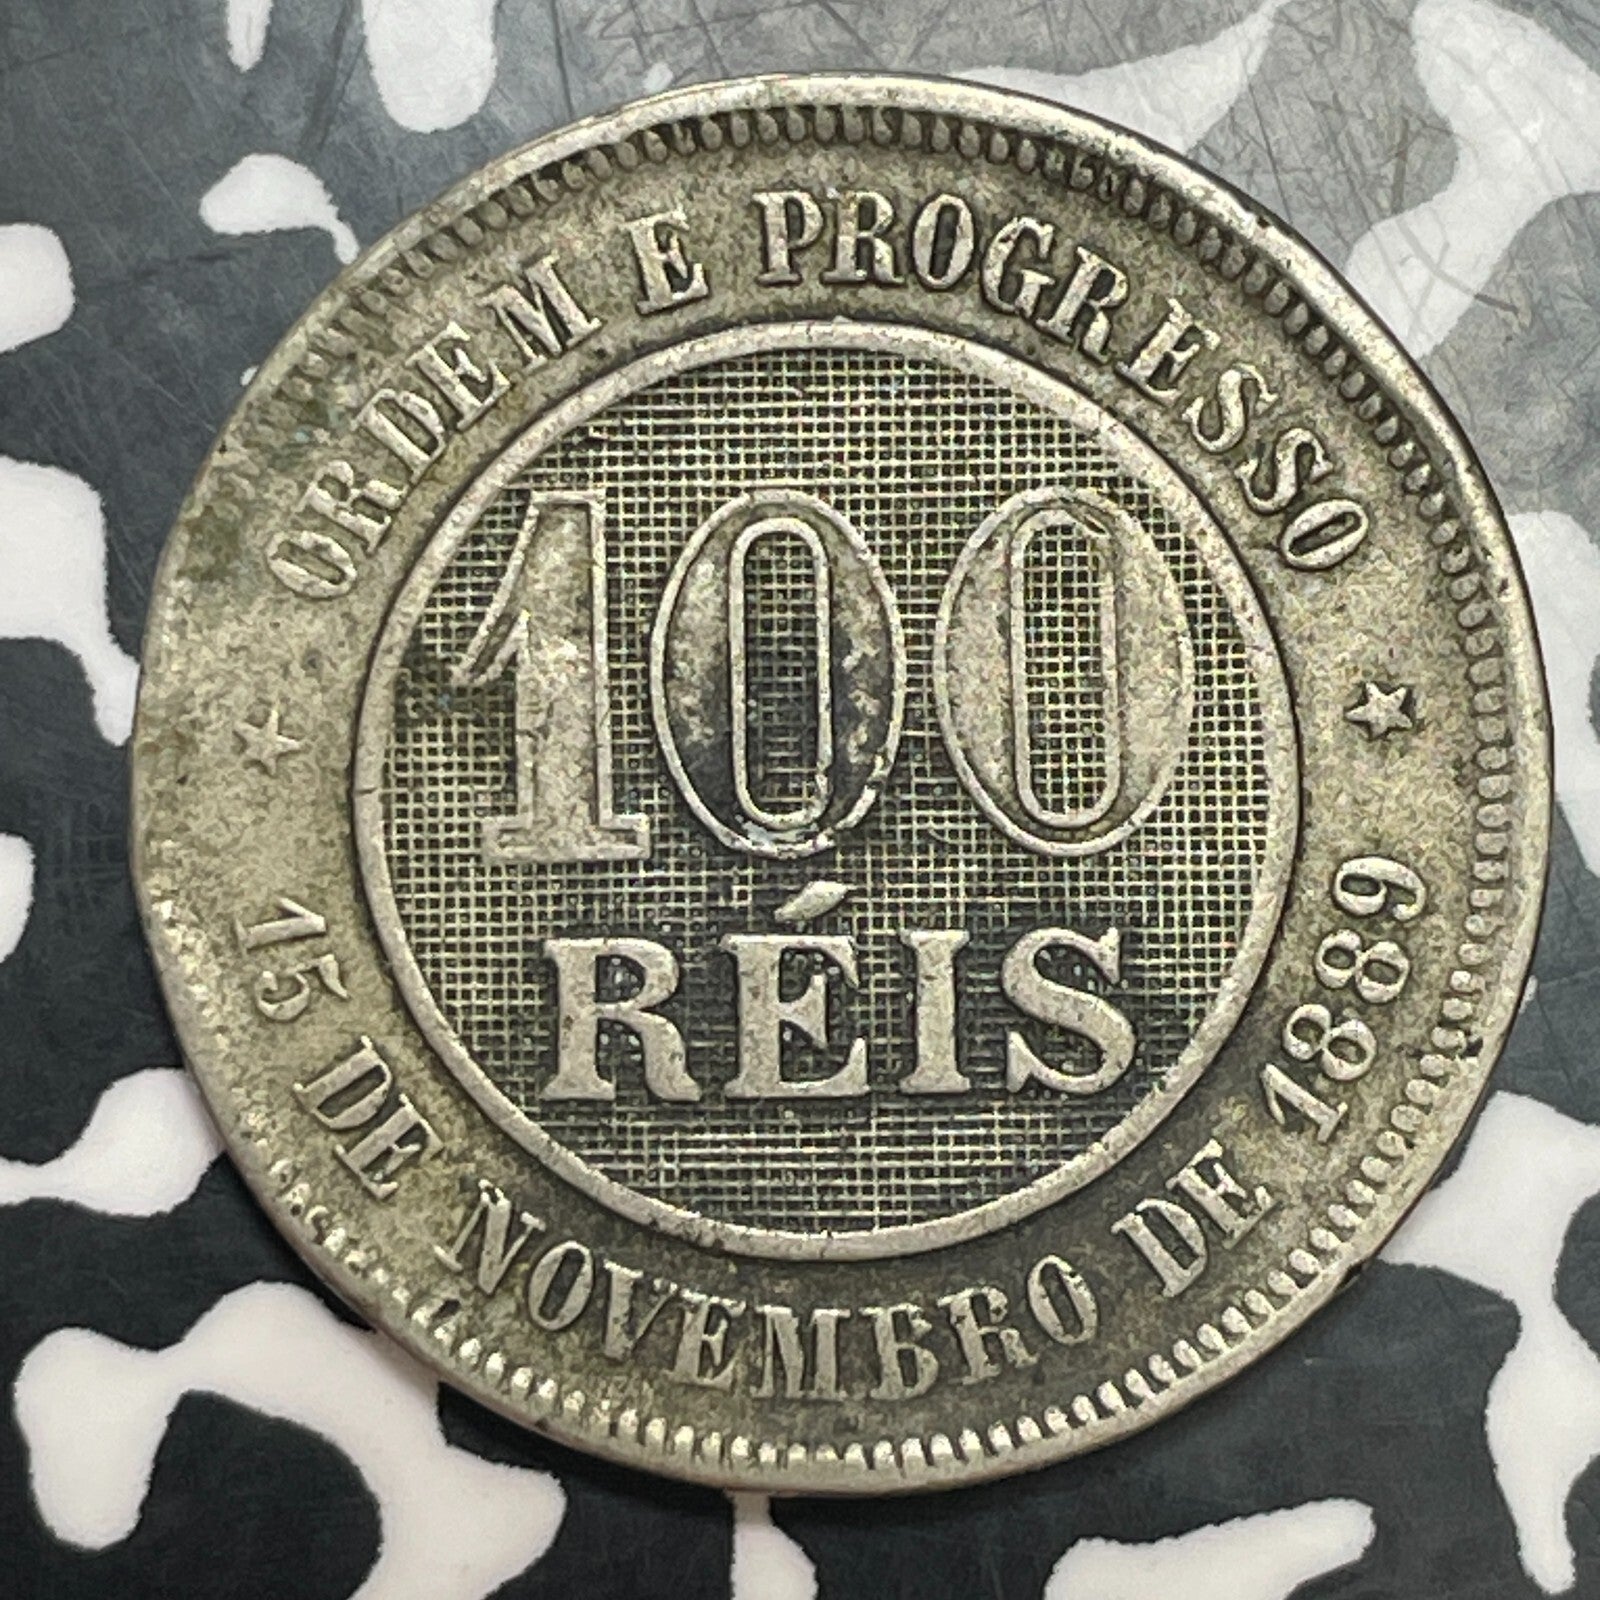 ORDEM E PROGRESSO
100
RÉIS
15 DE NOVEMBRO DE 1889